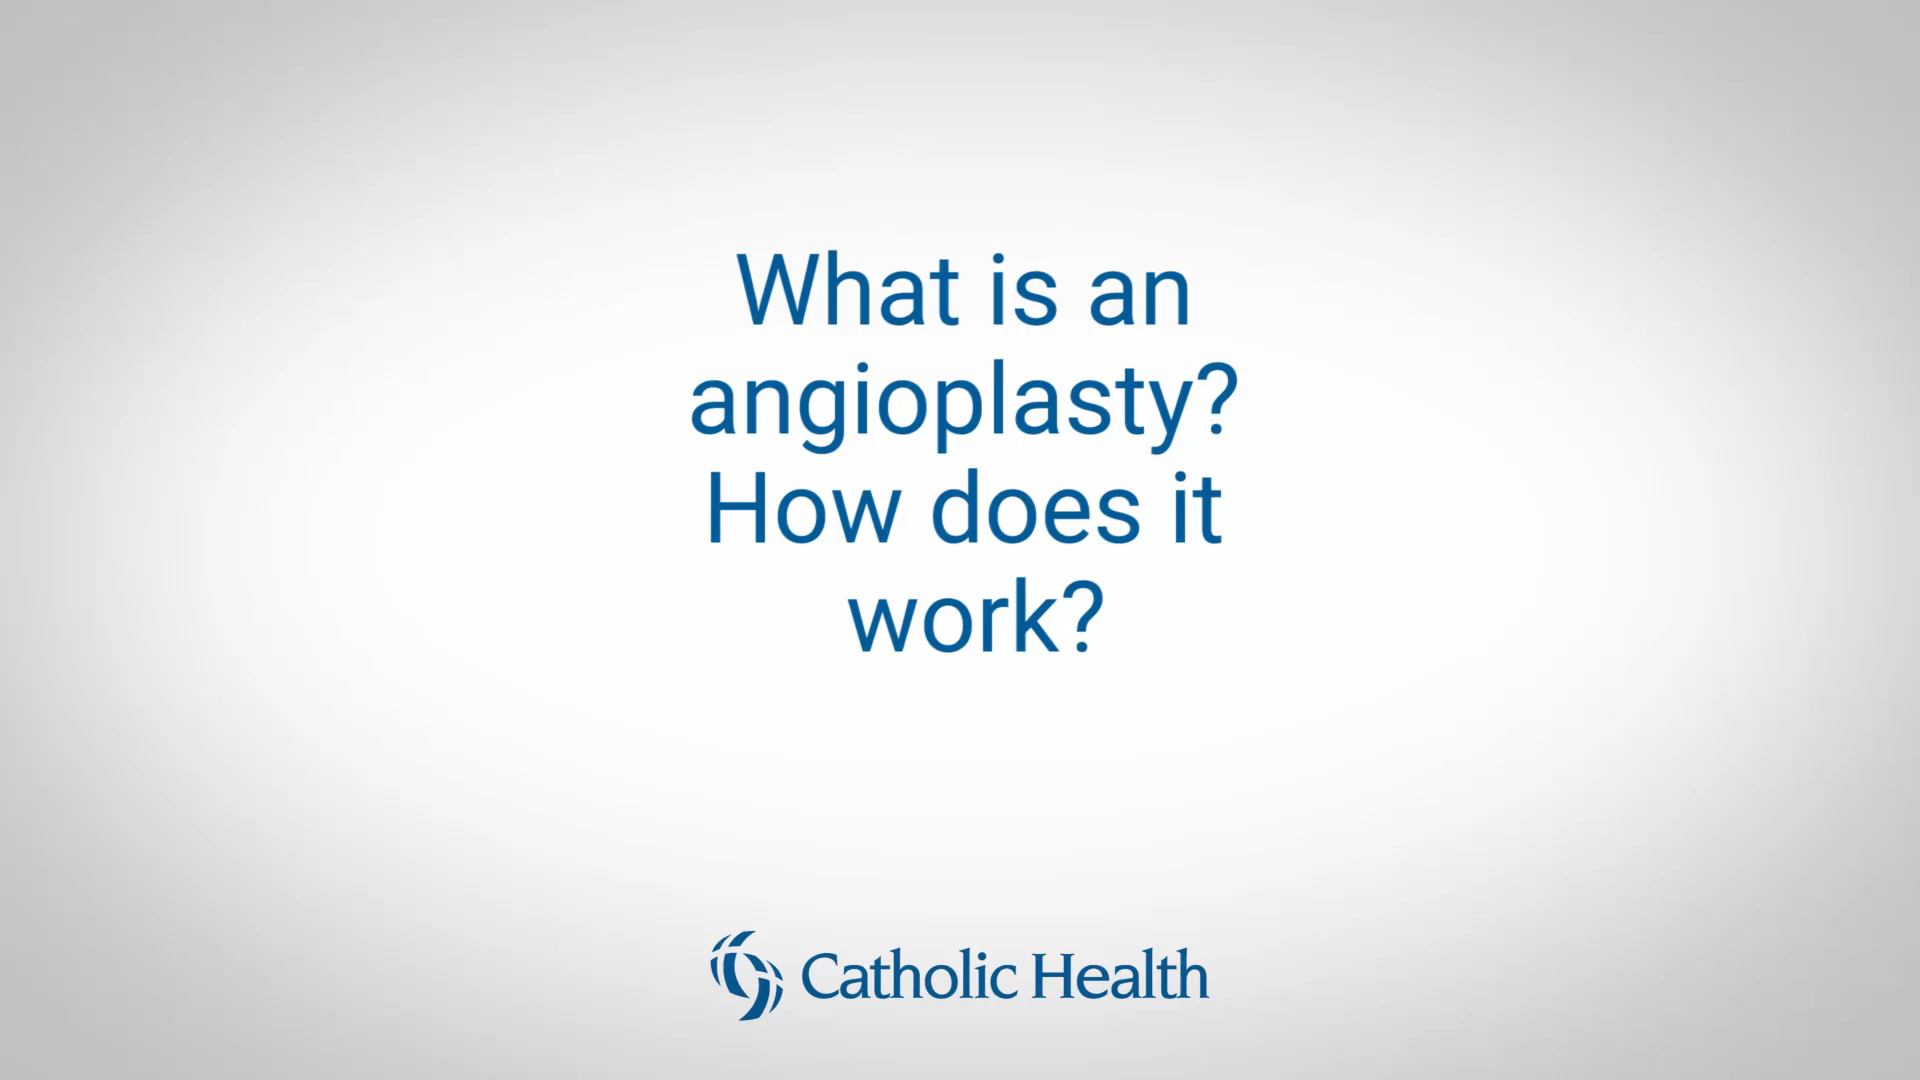 What is an
angioplasty?
How does it
work?
Catholic Health